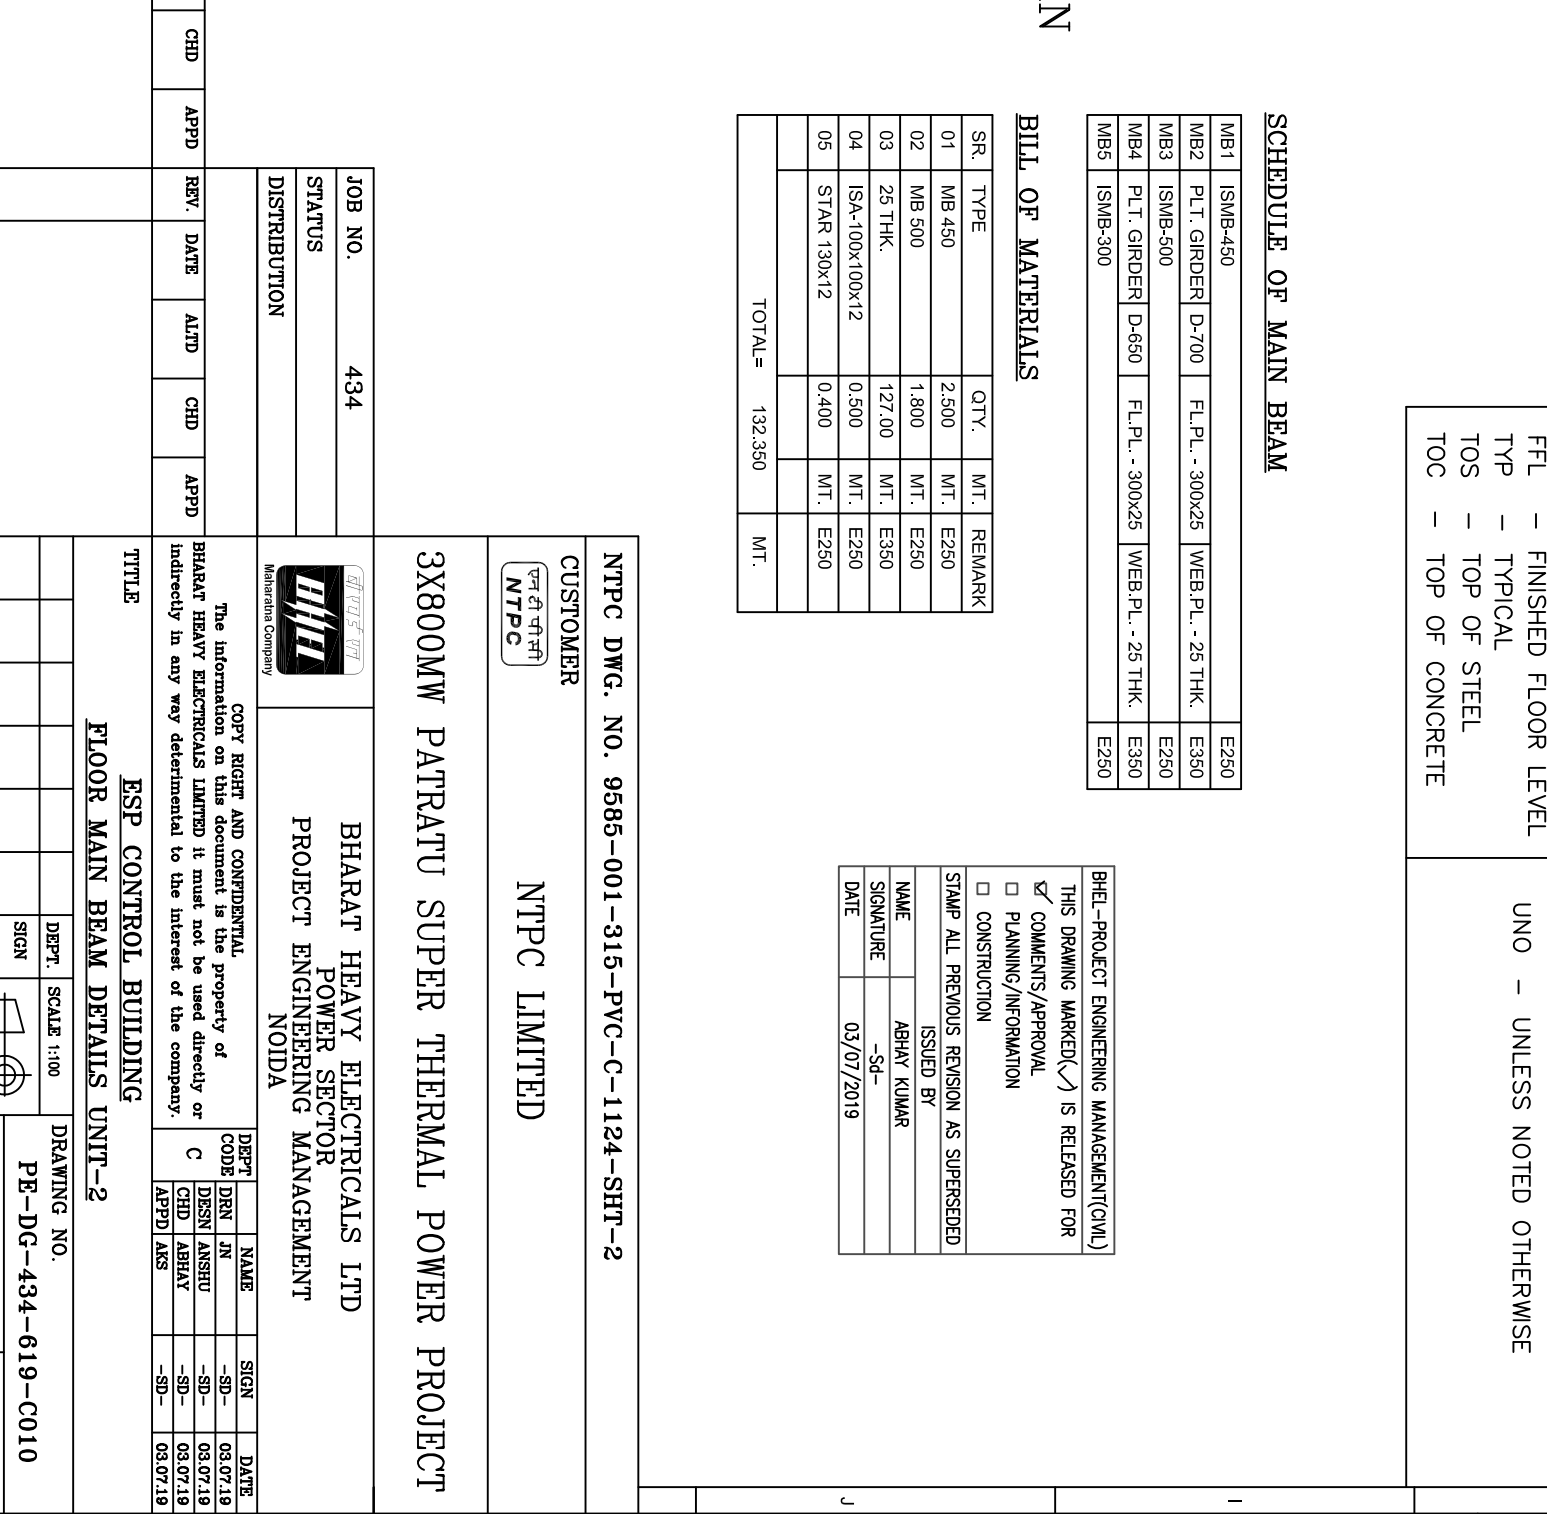 FFL - FINISHED FLOOR LEVEL
TYP - TYPICAL
TOS - TOP OF STEEL
TOC - TOP OF CONCRETE
UNO - UNLESS NOTED OTHERWISE
SCHEDULE OF MAIN BEAM
MB1 ISMB-450 E250
MB2 PLT. GIRDER D-700 FL.PL. - 300x25 WEB.PL. - 25 THK. E350
MB3 ISMB-500 E250
MB4 PLT. GIRDER D-650 FL.PL. - 300x25 WEB.PL. - 25 THK. E350
MB5 ISMB-300 E250
BILL OF MATERIALS
SR. TYPE QTY. MT. REMARK
01 MB 450 2.500 MT. E250
02 MB 500 1.800 MT. E250
03 25 THK. 127.00 MT. E350
04 ISA-100x100x12 0.500 MT. E250
05 STAR 130x12 0.400 MT. E250
TOTAL= 132.350 MT.
BHEL-PROJECT ENGINEERING MANAGEMENT(CIVIL)
THIS DRAWING MARKED(✓) IS RELEASED FOR
☑ COMMENTS/APPROVAL
☐ PLANNING/INFORMATION
☐ CONSTRUCTION
STAMP ALL PREVIOUS REVISION AS SUPERSEDED
ISSUED BY
NAME ABHAY KUMAR
SIGNATURE -Sd-
DATE 03/07/2019
I
J
NTPC DWG. NO. 9585-001-315-PVC-C-1124-SHT-2
CUSTOMER
एनटीपीसी
NTPC
NTPC LIMITED
3X800MW PATRATU SUPER THERMAL POWER PROJECT
JOB NO. 434
STATUS
DISTRIBUTION
बीएचईएल
BHEL
Maharatna Company
BHARAT HEAVY ELECTRICALS LTD
POWER SECTOR
PROJECT ENGINEERING MANAGEMENT
NOIDA
COPY RIGHT AND CONFIDENTIAL
The information on this document is the property of
BHARAT HEAVY ELECTRICALS LIMITED it must not be used directly or
indirectly in any way deterimental to the interest of the company.
DEPT CODE NAME SIGN DATE
C
DRN JN -SD- 03.07.19
DESN ANSHU -SD- 03.07.19
CHD ABHAY -SD- 03.07.19
APPD AKS -SD- 03.07.19
CHD APPD REV. DATE ALTD CHD APPD
TITLE
ESP CONTROL BUILDING
FLOOR MAIN BEAM DETAILS UNIT-2
DEPT. SCALE 1:100
SIGN
DRAWING NO.
PE-DG-434-619-C010